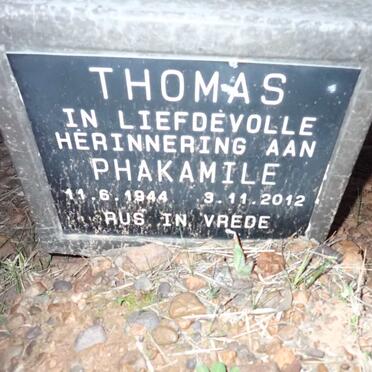 THOMAS
IN LIEFDEVOLLE
HERINNERING AAN
PHAKAMILE
11.6.1944 3.11.2012
RUS IN VREDE